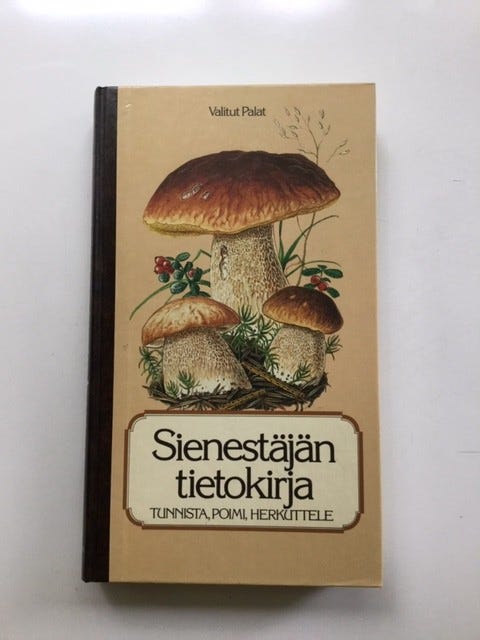 Valitut Palat
Sienestäjän
tietokirja
TUNNISTA, POIMI, HERKUTTELE